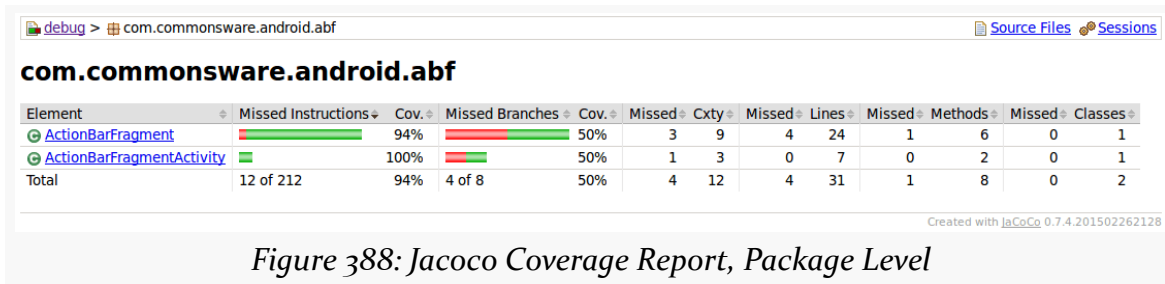 debug > com.commonsware.android.abf Source Files Sessions
com.commonsware.android.abf
Element Missed Instructions Cov. Missed Branches Cov. Missed Cxty Missed Lines Missed Methods Missed Classes
ActionBarFragment 94% 50% 3 9 4 24 1 6 0 1
ActionBarFragmentActivity 100% 50% 1 3 0 7 0 2 0 1
Total 12 of 212 94% 4 of 8 50% 4 12 4 31 1 8 0 2
Created with JaCoCo 0.7.4.201502262128
Figure 388: Jacoco Coverage Report, Package Level